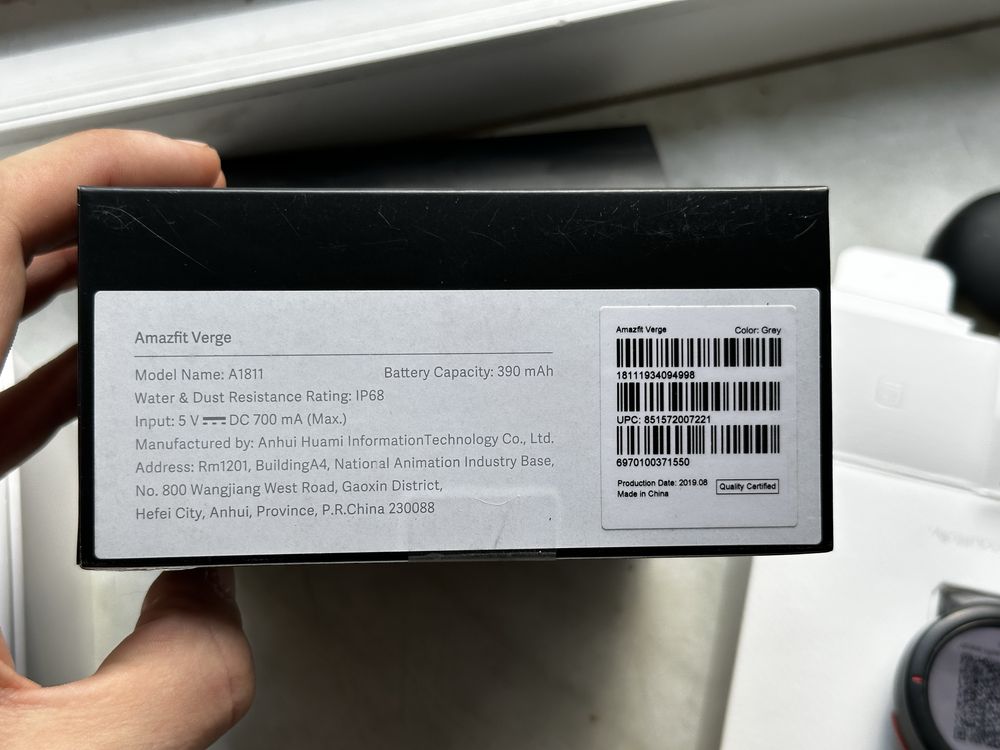 Amazfit Verge
Model Name: A1811 Battery Capacity: 390 mAh
Water & Dust Resistance Rating: IP68
Input: 5 V DC 700 mA (Max.)
Manufactured by: Anhui Huami InformationTechnology Co., Ltd.
Address: Rm1201, BuildingA4, National Animation Industry Base,
No. 800 Wangjiang West Road, Gaoxin District,
Hefei City, Anhui, Province, P.R.China 230088
Amazfit Verge Color: Grey
18111934094998
UPC: 851572007221
6970100371550
Production Date: 2019.08
Made in China
Quality Certified